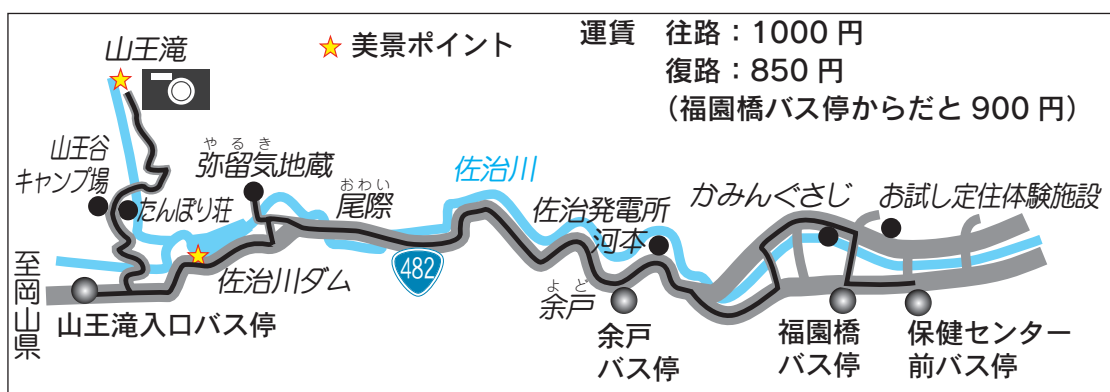 山王滝
美景ポイント
運賃 往路:1000 円
復路:850 円
(福園橋バス停からだと 900 円)
山王谷
キャンプ場
たんぽり荘
やるき
弥留気地蔵
おわい
尾際
佐治川
佐治発電所
河本
かみんぐさじ
お試し定住体験施設
至岡山県
佐治川ダム
482
よど
余戸
山王滝入口バス停
余戸
バス停
福園橋
バス停
保健センター
前バス停